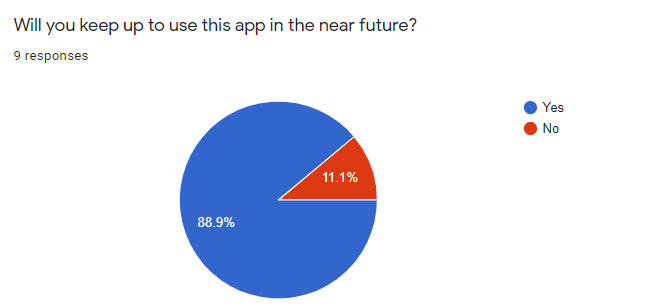 Will you keep up to use this app in the near future?
9 responses
Yes
No
11.1%
88.9%